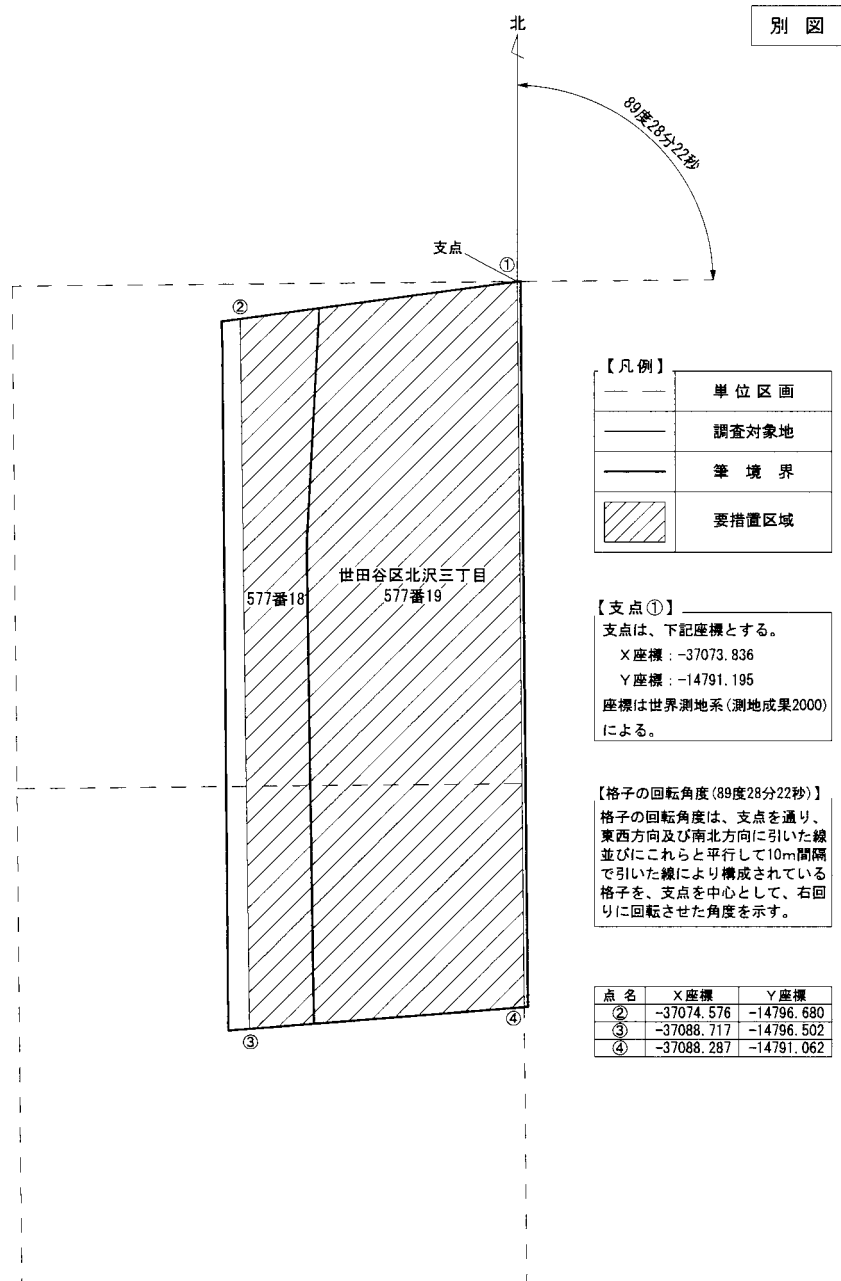 別図
北
89度28分22秒
支点
①
②
【凡例】
単位区画
調査対象地
筆境界
要措置区域
世田谷区北沢三丁目
577番18
577番19
【支点①】
支点は、下記座標とする。
X座標:-37073.836
Y座標:-14791.195
座標は世界測地系(測地成果2000)
による。
【格子の回転角度(89度28分22秒)】
格子の回転角度は、支点を通り、
東西方向及び南北方向に引いた線
並びにこれらと平行して10m間隔
で引いた線により構成されている
格子を、支点を中心として、右回
りに回転させた角度を示す。
点名 X座標 Y座標
② -37074.576 -14796.680
③ -37088.717 -14796.502
④ -37088.287 -14791.062
④
③